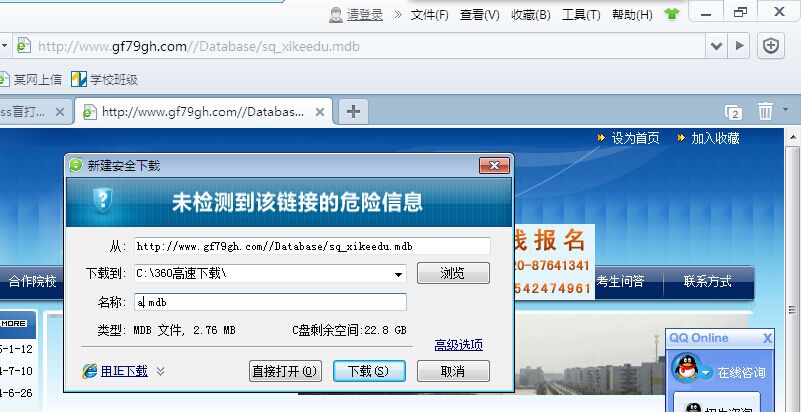 请登录 » 文件(F) 查看(V) 收藏(B) 工具(T) 帮助(H)
http://www.gf79gh.com//Database/sq_xikeedu.mdb
某网上信 学校班级
ss盲打... http://www.gf79gh.com//Databas... 2
设为首页 加入收藏
新建安全下载
未检测到该链接的危险信息
从: http://www.gf79gh.com//Database/sq_xikeedu.mdb
下载到: C:\360高速下载\ 浏览
名称: a.mdb
类型: MDB 文件, 2.76 MB C盘剩余空间:22.8 GB
高级选项
用IE下载 直接打开(O) 下载(S) 取消
线报名
20-87641341
542474961
合作院校 考生问答 联系方式
MORE
5-1-12
4-7-10
4-6-26
QQ Online
在线咨询
招生咨询